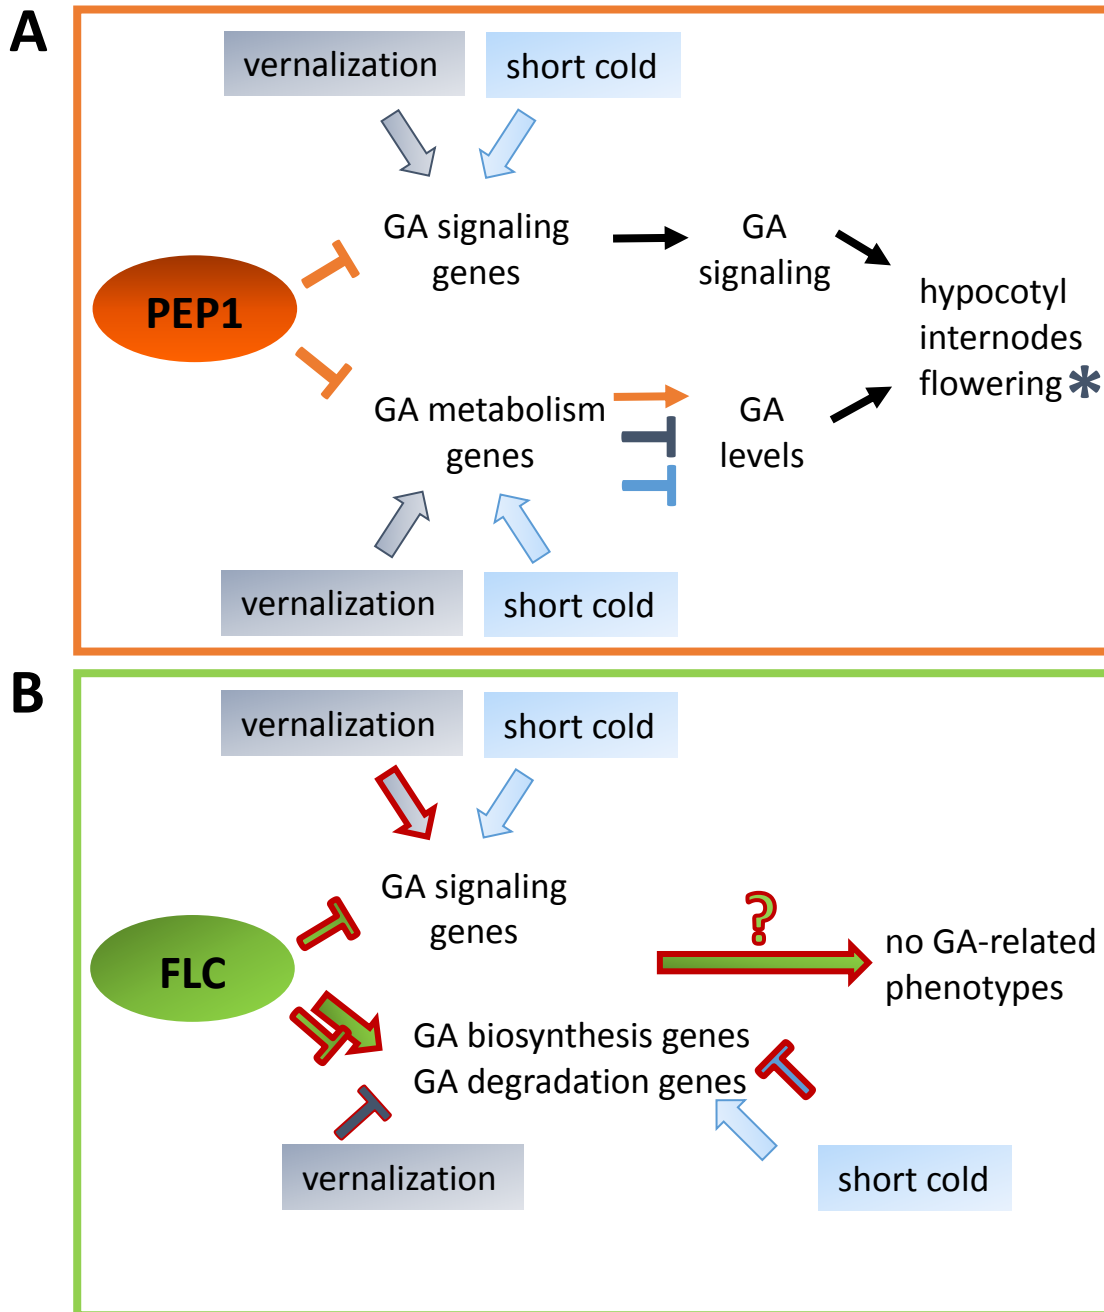 A
vernalization
short cold
GA signaling
genes
GA
signaling
PEP1
hypocotyl
internodes
flowering *
GA metabolism
genes
GA
levels
vernalization
short cold
B
vernalization
short cold
GA signaling
genes
?
FLC
no GA-related
phenotypes
GA biosynthesis genes
GA degradation genes
vernalization
short cold